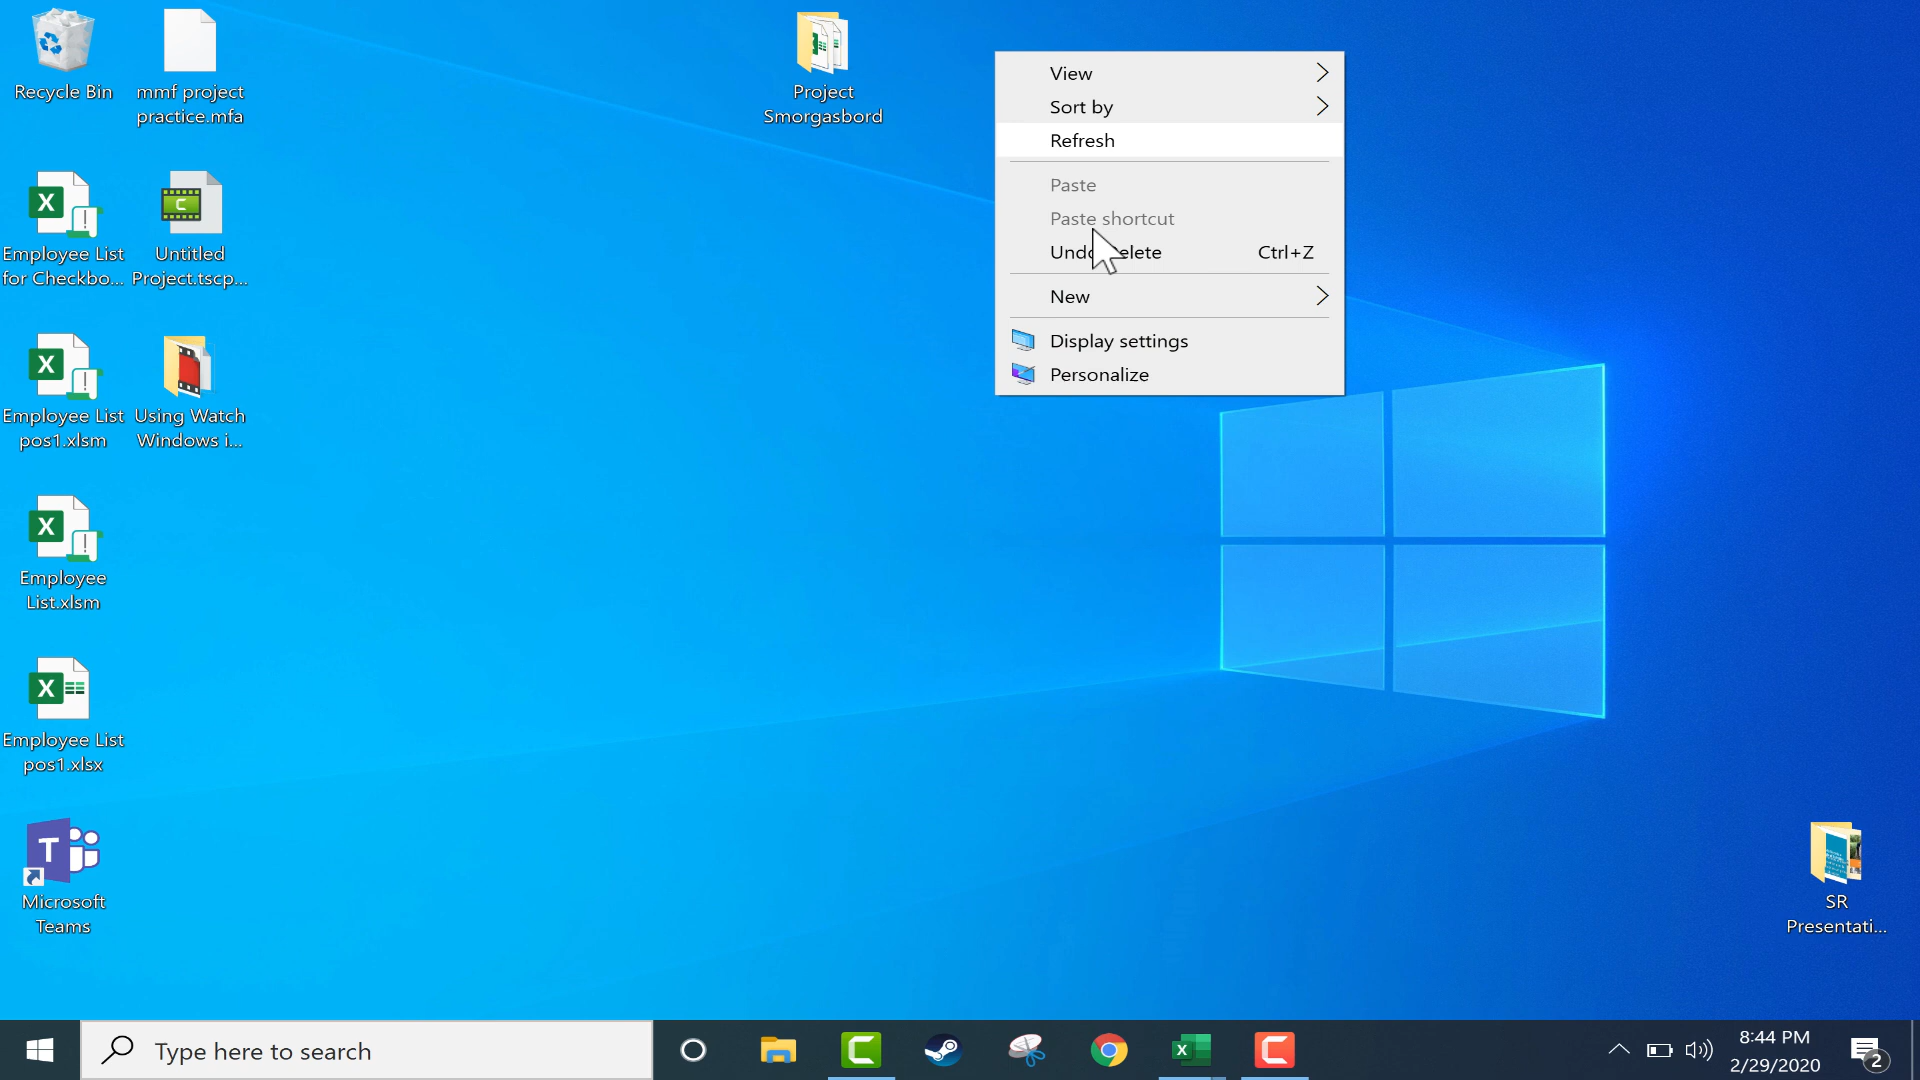 Recycle Bin
mmf project
practice.mfa
Project
Smorgasbord
View
Sort by
Refresh
Paste
Paste shortcut
Undo Delete Ctrl+Z
New
Display settings
Personalize
Employee List
for Checkbo...
Untitled
Project.tscp...
Employee List
pos1.xlsm
Using Watch
Windows i...
Employee
List.xlsm
Employee List
pos1.xlsx
Microsoft
Teams
SR
Presentati...
Type here to search
8:44 PM
2/29/2020
2